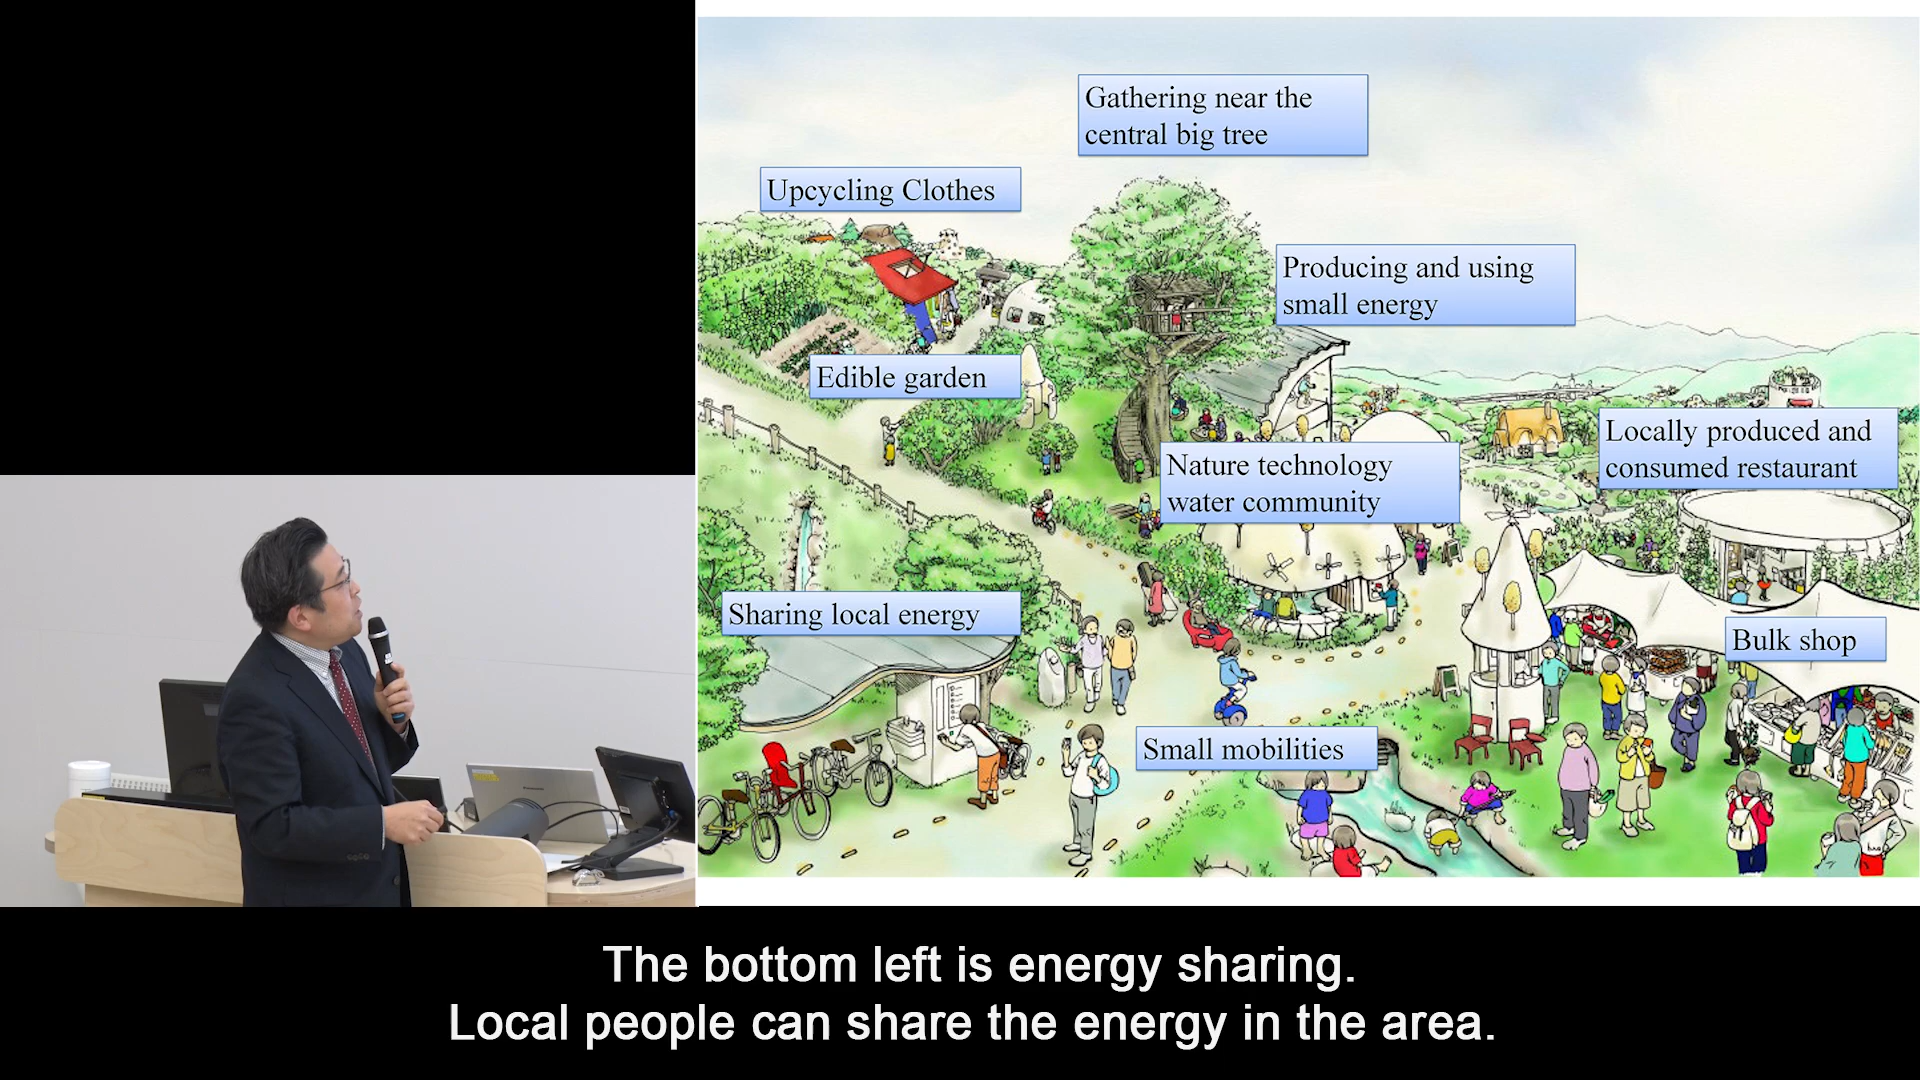 Gathering near the
central big tree
Upcycling Clothes
Producing and using
small energy
Edible garden
Locally produced and
consumed restaurant
Nature technology
water community
Sharing local energy
Bulk shop
Small mobilities
The bottom left is energy sharing.
Local people can share the energy in the area.